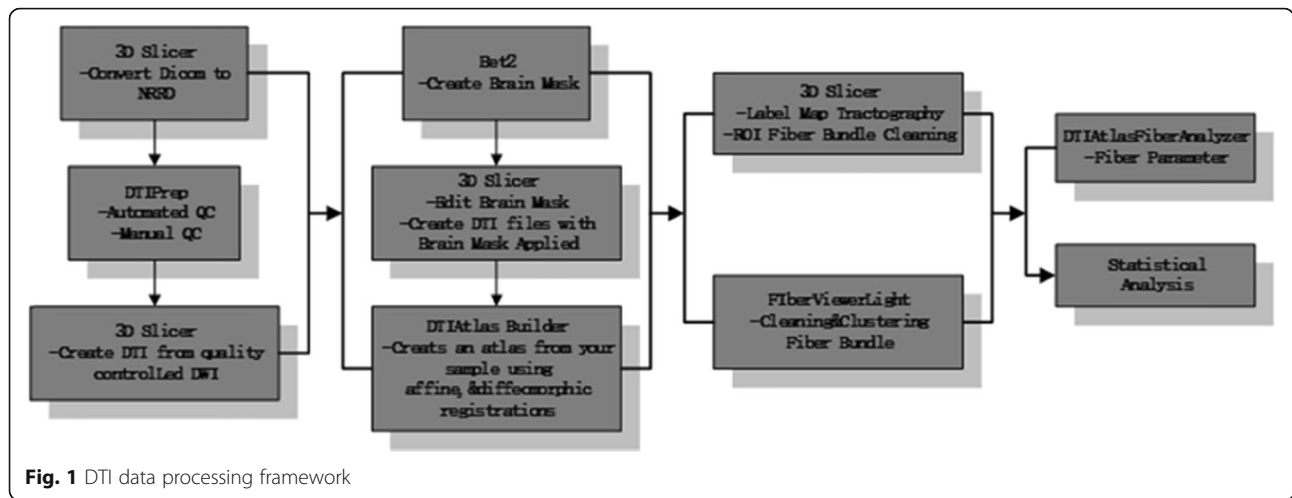 3D Slicer
-Convert Dicom to
NRRD
DTIPrep
-Automated QC
-Manual QC
3D Slicer
-Create DTI from quality
controlLed DWI
Bet2
-Create Brain Mask
3D Slicer
-Edit Brain Mask
-Create DTI files with
Brain Mask Applied
DTIAtlas Builder
-Creates an atlas from your
sample using
affine,&diffeomorphic
registrations
3D Slicer
-Label Map Tractography
-ROI Fiber Bundle Cleaning
FIberViewerLight
-Cleaning&Clustering
Fiber Bundle
DTIAtlasFiberAnalyzer
-Fiber Parameter
Statistical
Analysis
Fig. 1 DTI data processing framework